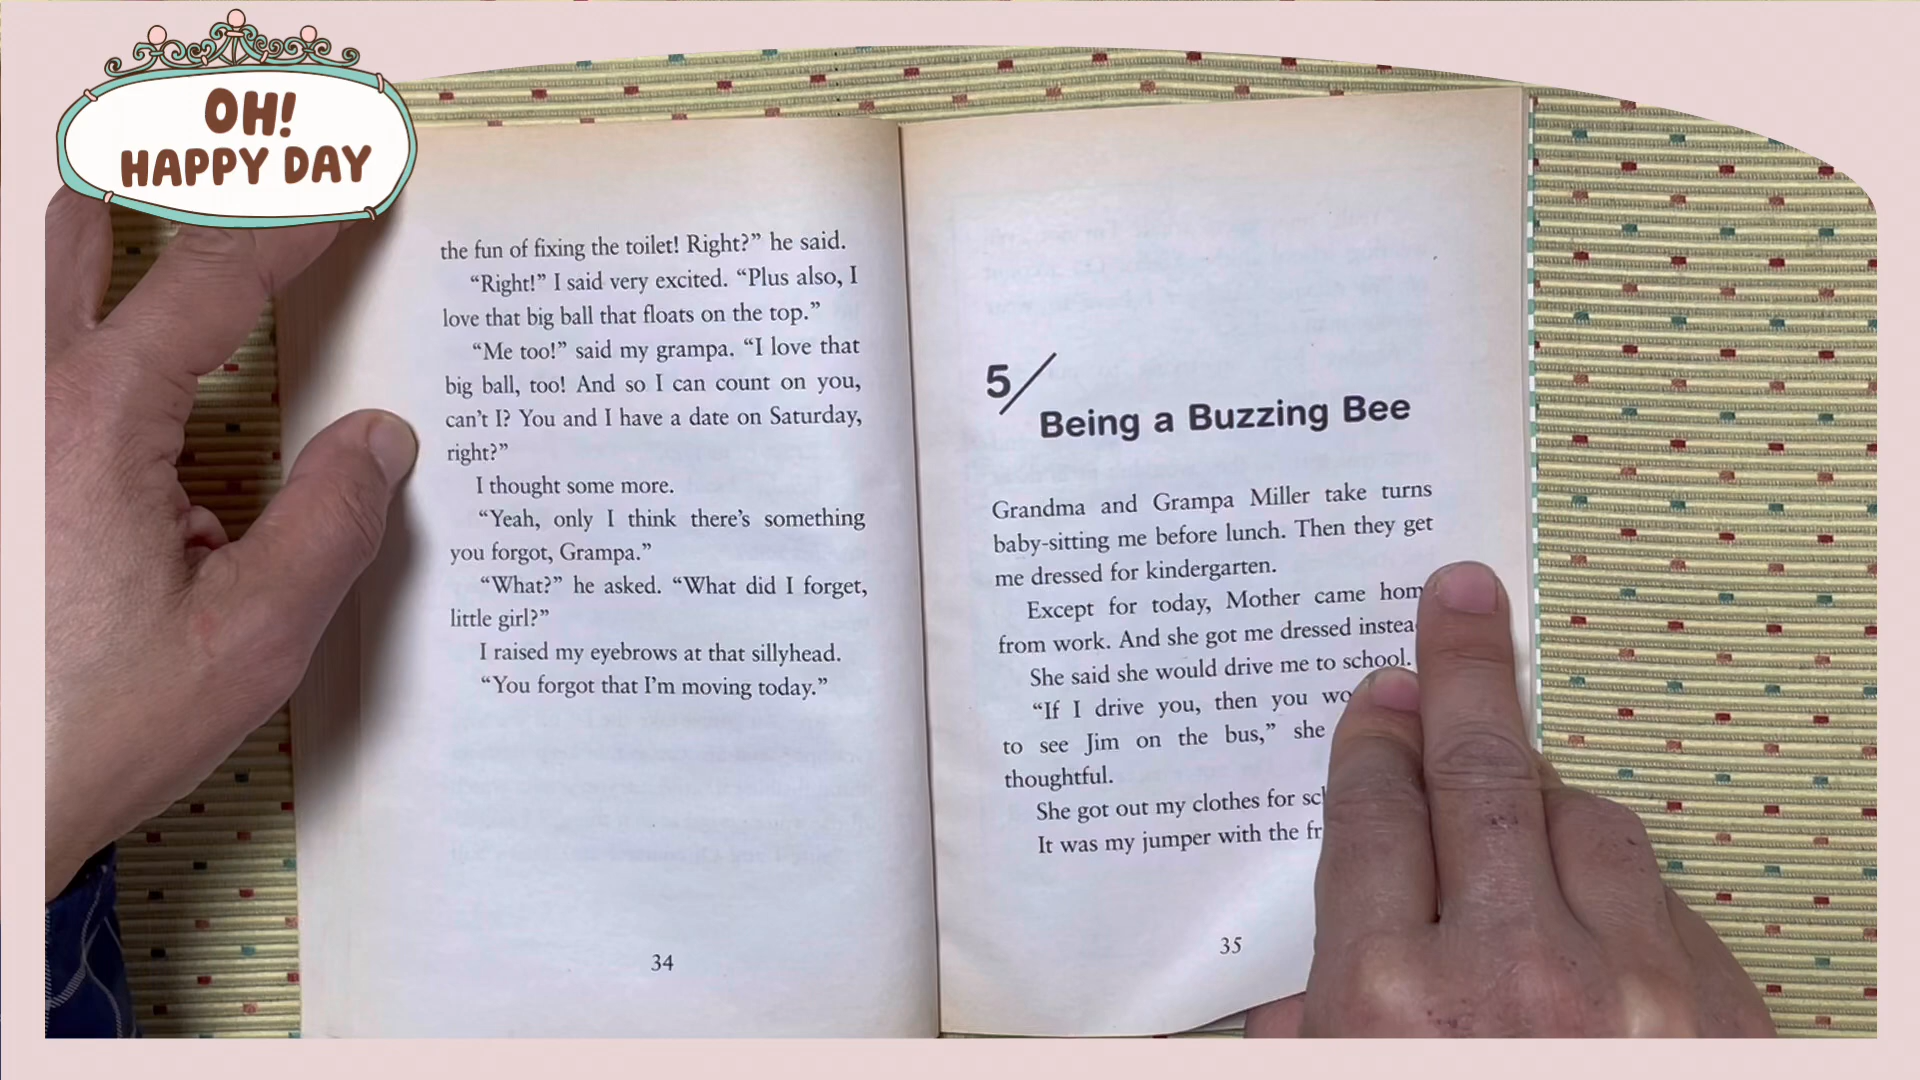 OH!
HAPPY DAY
the fun of fixing the toilet! Right?” he said.
“Right!” I said very excited. “Plus also, I
love that big ball that floats on the top.”
“Me too!” said my grampa. “I love that
big ball, too! And so I can count on you,
can’t I? You and I have a date on Saturday,
right?”
I thought some more.
“Yeah, only I think there’s something
you forgot, Grampa.”
“What?” he asked. “What did I forget,
little girl?”
I raised my eyebrows at that sillyhead.
“You forgot that I’m moving today.”
34
5/
Being a Buzzing Bee
Grandma and Grampa Miller take turns
baby-sitting me before lunch. Then they get
me dressed for kindergarten.
Except for today, Mother came
from work. And she got me dressed
She said she would drive me to school.
“If I drive you, then you
to see Jim on the bus,” she
thoughtful.
She got out my clothes for
It was my jumper with the
35